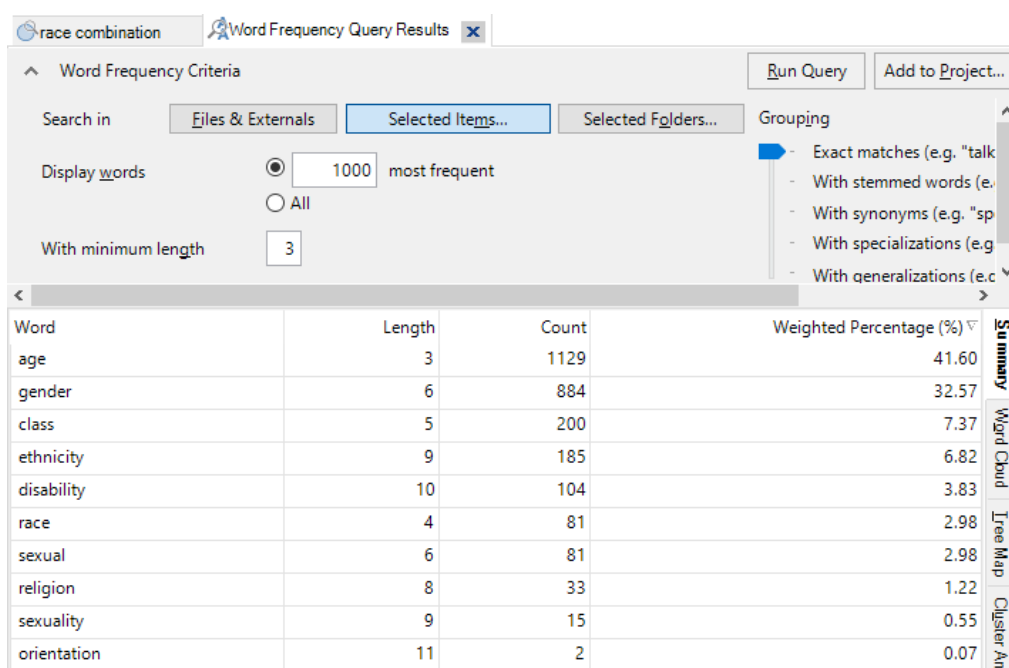 race combination Word Frequency Query Results
Word Frequency Criteria Run Query Add to Project...
Search in Files & Externals Selected Items... Selected Folders... Grouping
Exact matches (e.g. "talk
Display words 1000 most frequent
With stemmed words (e.
All
With synonyms (e.g. "sp
With minimum length 3
With specializations (e.g
With generalizations (e.c
Word Length Count Weighted Percentage (%)
age 3 1129 41.60
gender 6 884 32.57
class 5 200 7.37
ethnicity 9 185 6.82
disability 10 104 3.83
race 4 81 2.98
sexual 6 81 2.98
religion 8 33 1.22
sexuality 9 15 0.55
orientation 11 2 0.07
Summary
Word Cloud
Tree Map
Cluster An